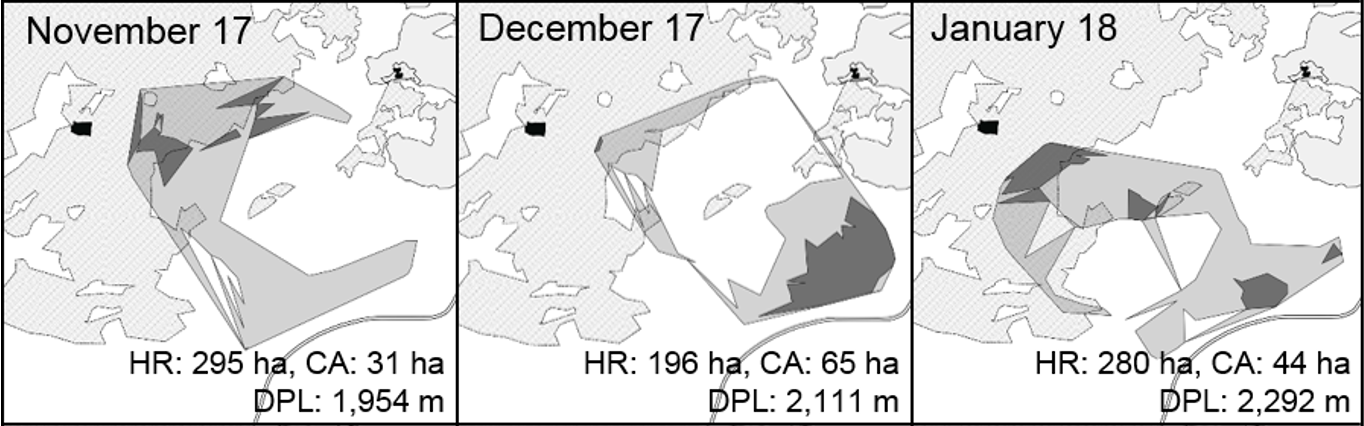 November 17
HR: 295 ha, CA: 31 ha
DPL: 1,954 m
December 17
HR: 196 ha, CA: 65 ha
DPL: 2,111 m
January 18
HR: 280 ha, CA: 44 ha
DPL: 2,292 m